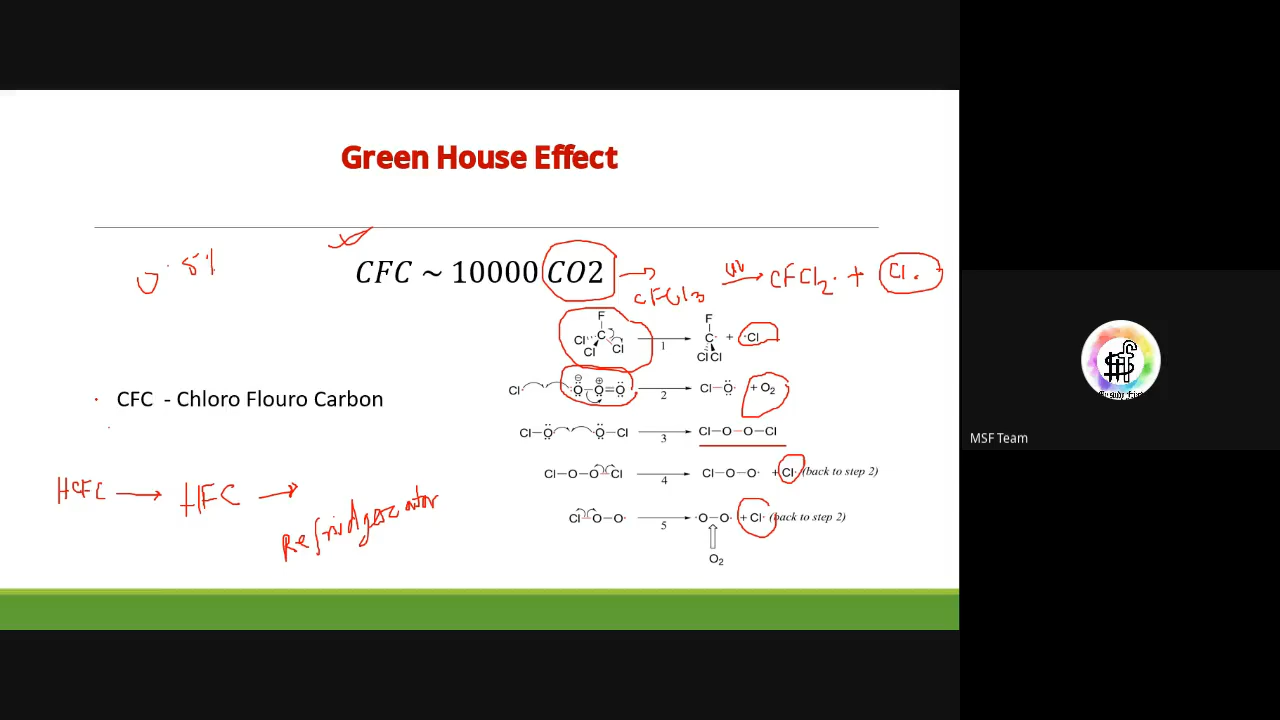 Green House Effect
CFC ~ 10000 CO2
CFCl3 UV CFCl2· + Cl·
F
Cl C Cl Cl 1 F C· Cl Cl + ·Cl
Cl· O–O=O 2 Cl–O· + O2
Cl–O· ·O–Cl 3 Cl–O–O–Cl
CFC - Chloro Flouro Carbon
Cl–O–O–Cl 4 Cl–O–O· + Cl· (back to step 2)
HCFC → HFC →
Cl–O–O· 5 ·O–O· + Cl· (back to step 2)
O2
MSF Team